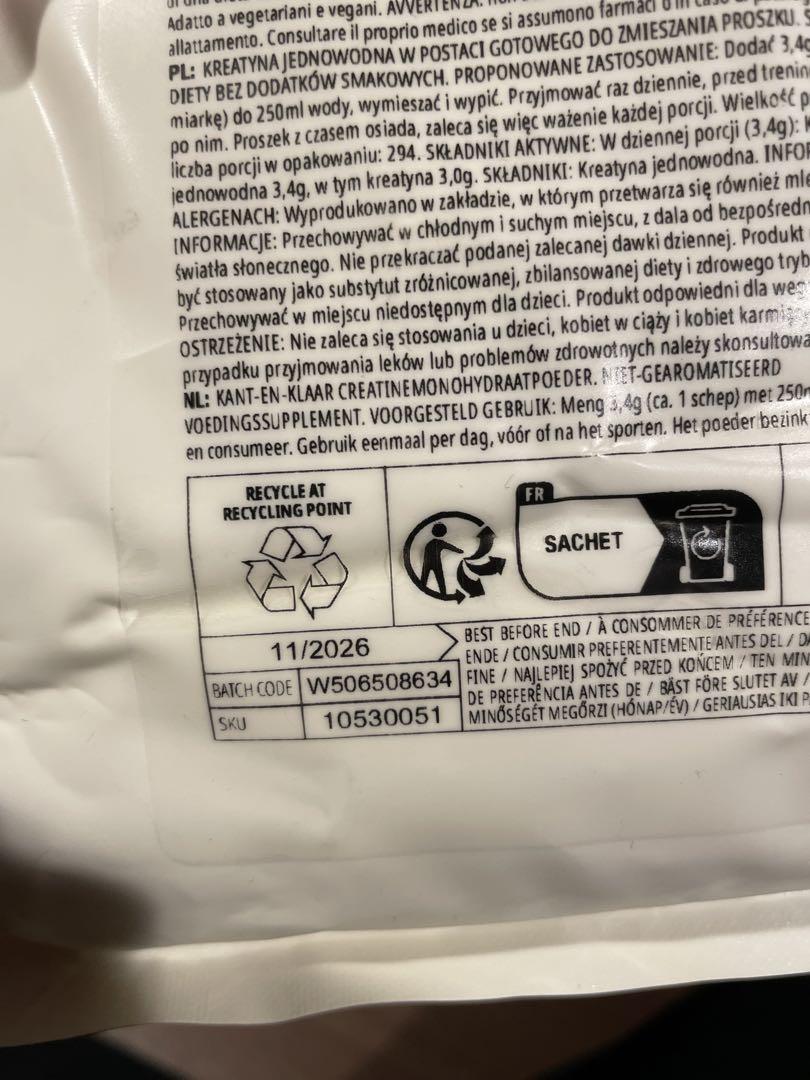 Adatto a vegetariani e vegani. AVVERTENZA:
allattamento. Consultare il proprio medico se si assumono farmaci o in caso di
PL: KREATYNA JEDNOWODNA W POSTACI GOTOWEGO DO ZMIESZANIA PROSZKU.
DIETY BEZ DODATKÓW SMAKOWYCH. PROPONOWANE ZASTOSOWANIE: Dodać 3,4g
miarkę) do 250ml wody, wymieszać i wypić. Przyjmować raz dziennie, przed trenin
po nim. Proszek z czasem osiada, zaleca się więc ważenie każdej porcji. Wielkość p
liczba porcji w opakowaniu: 294. SKŁADNIKI AKTYWNE: W dziennej porcji (3,4g): K
jednowodna 3,4g, w tym kreatyna 3,0g. SKŁADNIKI: Kreatyna jednowodna. INFOR
ALERGENACH: Wyprodukowano w zakładzie, w którym przetwarza się również mle
INFORMACJE: Przechowywać w chłodnym i suchym miejscu, z dala od bezpośredn
światła słonecznego. Nie przekraczać podanej zalecanej dawki dziennej. Produkt
być stosowany jako substytut zróżnicowanej, zbilansowanej diety i zdrowego tryb
Przechowywać w miejscu niedostępnym dla dzieci. Produkt odpowiedni dla weg
OSTRZEŻENIE: Nie zaleca się stosowania u dzieci, kobiet w ciąży i kobiet karmią
przypadku przyjmowania leków lub problemów zdrowotnych należy skonsultowa
NL: KANT-EN-KLAAR CREATINEMONOHYDRAATPOEDER. NIET-GEAROMATISEERD
VOEDINGSSUPPLEMENT. VOORGESTELD GEBRUIK: Meng 3,4g (ca. 1 schep) met 250m
en consumeer. Gebruik eenmaal per dag, vóór of na het sporten. Het poeder bezink
RECYCLE AT
RECYCLING POINT
FR
SACHET
11/2026
BATCH CODE W506508634
SKU 10530051
BEST BEFORE END / À CONSOMMER DE PRÉFÉRENCE
ENDE / CONSUMIR PREFERENTEMENTE ANTES DEL / DA
FINE / NAJLEPIEJ SPOŻYĆ PRZED KOŃCEM / TEN MIN
DE PREFERÊNCIA ANTES DE / BÄST FÖRE SLUTET AV /
MINŐSÉGÉT MEGŐRZI (HÓNAP/ÉV) / GERIAUSIAS IKI P